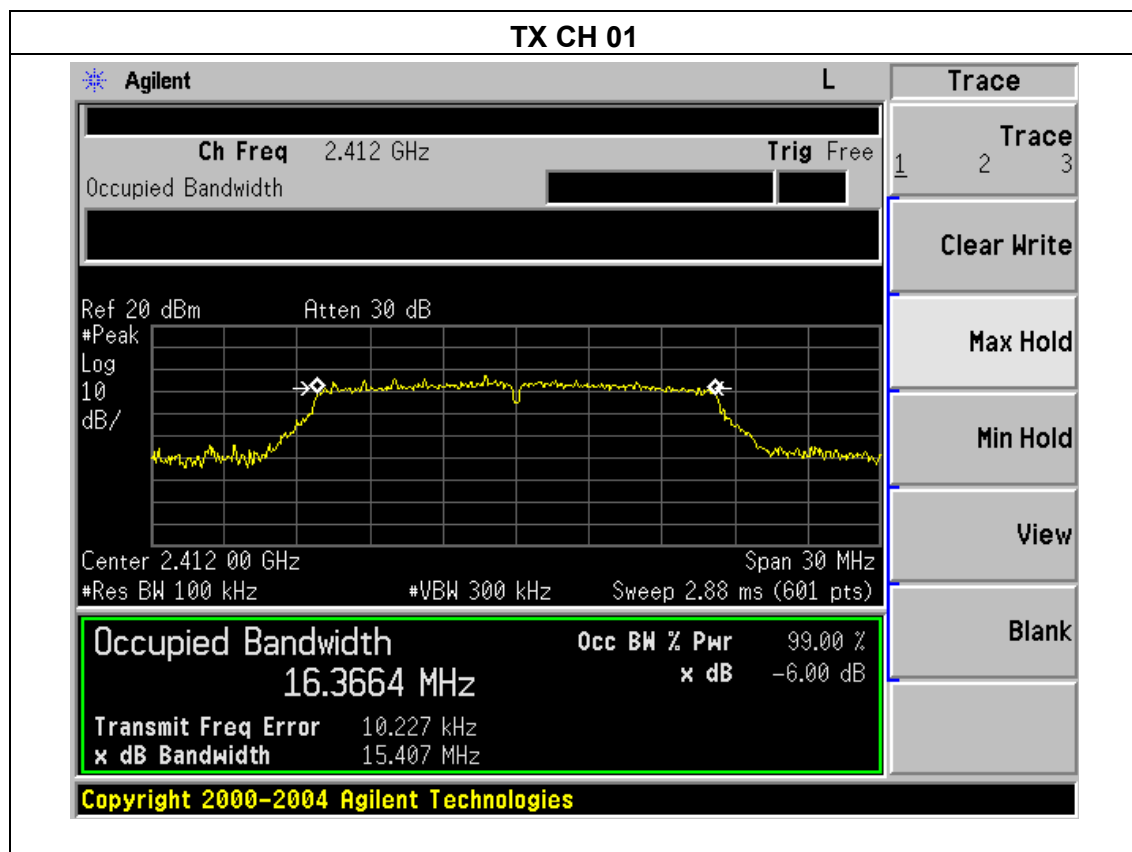 TX CH 01
Agilent L Trace
Ch Freq 2.412 GHz Trig Free
Occupied Bandwidth
Trace
1 2 3
Clear Write
Max Hold
Min Hold
View
Blank
Ref 20 dBm Atten 30 dB
#Peak
Log
10
dB/
Center 2.412 00 GHz Span 30 MHz
#Res BW 100 kHz #VBW 300 kHz Sweep 2.88 ms (601 pts)
Occupied Bandwidth Occ BW % Pwr 99.00 %
16.3664 MHz x dB -6.00 dB
Transmit Freq Error 10.227 kHz
x dB Bandwidth 15.407 MHz
Copyright 2000-2004 Agilent Technologies